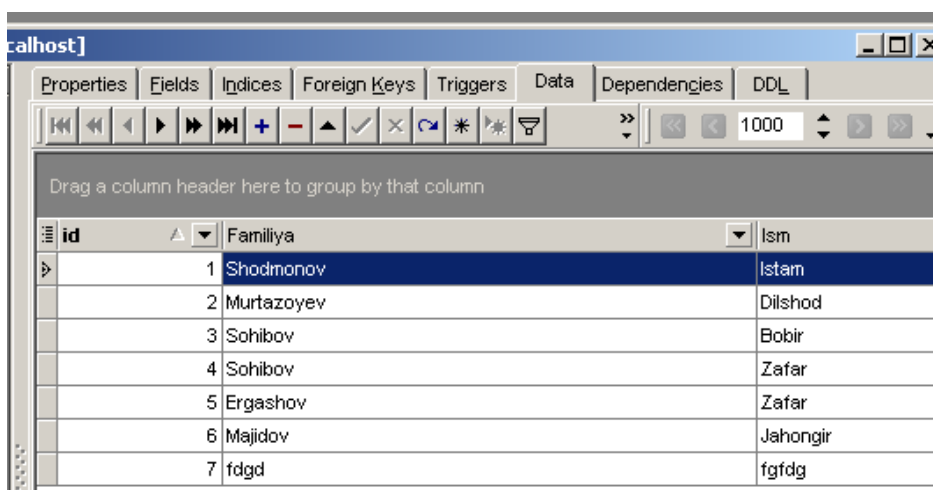 calhost]
Properties Fields Indices Foreign Keys Triggers Data Dependencies DDL
1000
Drag a column header here to group by that column
id Familiya Ism
1 Shodmonov Istam
2 Murtazoyev Dilshod
3 Sohibov Bobir
4 Sohibov Zafar
5 Ergashov Zafar
6 Majidov Jahongir
7 fdgd fgfdg